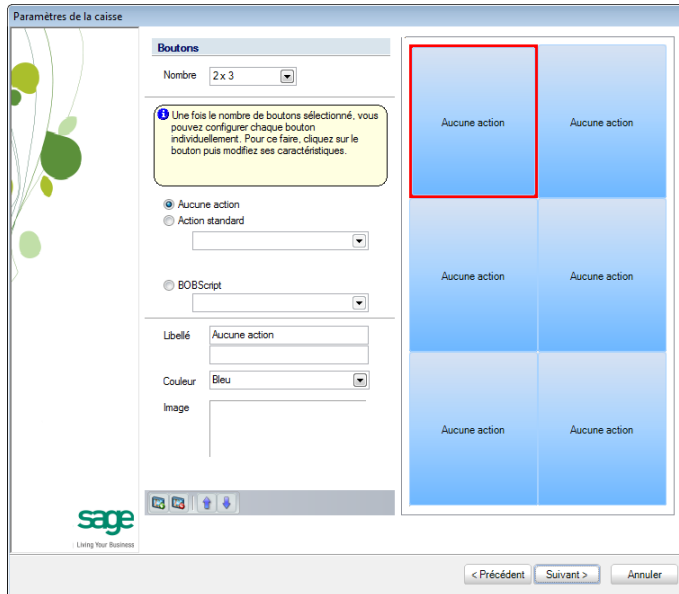 Paramètres de la caisse
Boutons
Nombre 2 x 3
Une fois le nombre de boutons sélectionné, vous
pouvez configurer chaque bouton
individuellement. Pour ce faire, cliquez sur le
bouton puis modifiez ses caractéristiques.
Aucune action
Action standard
BOBScript
Libellé Aucune action
Couleur Bleu
Image
Aucune action Aucune action
Aucune action Aucune action
Aucune action Aucune action
sage
Living Your Business
< Précédent Suivant > Annuler